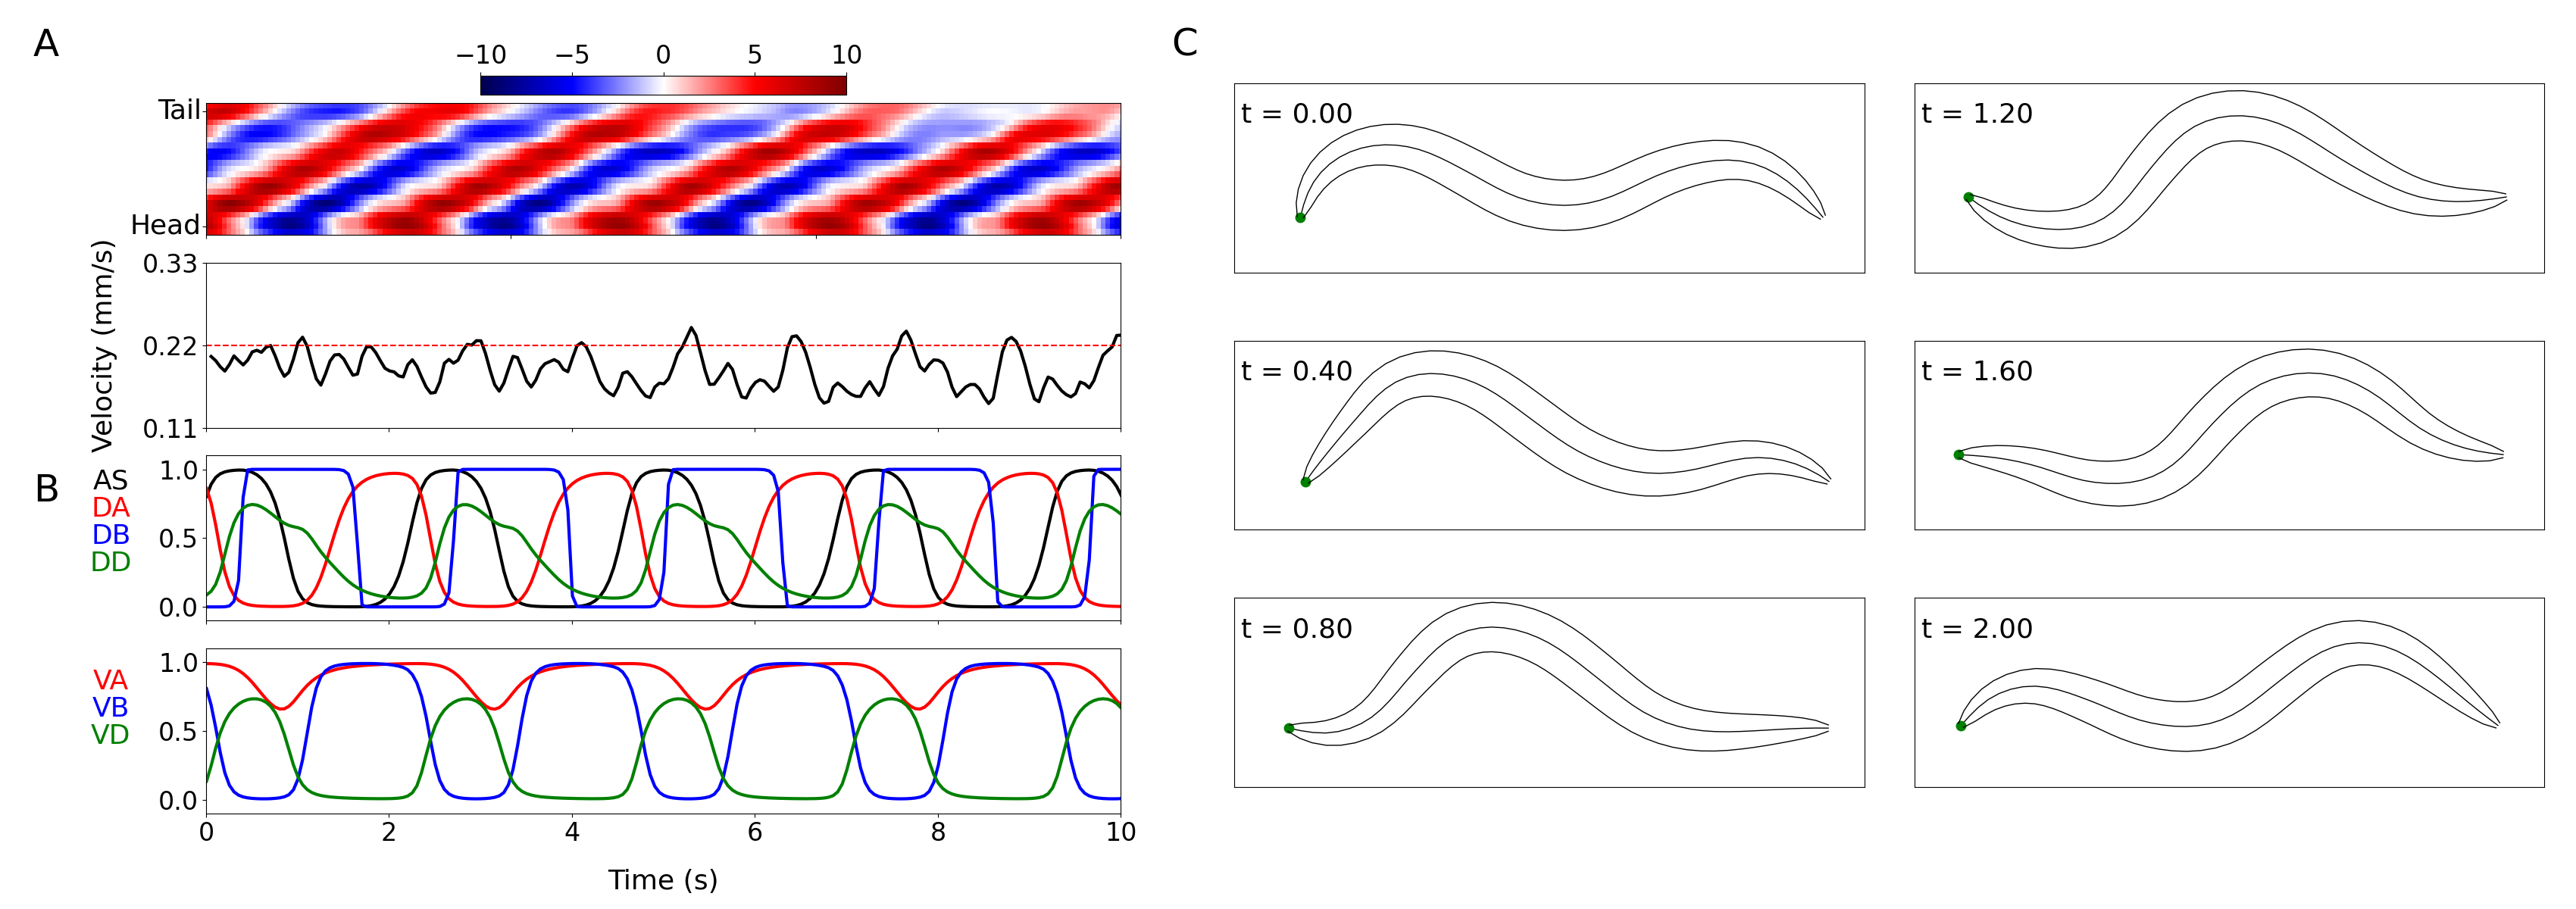 A
−10 −5 0 5 10
Tail
Head
Velocity (mm/s)
0.33
0.22
0.11
B
AS
DA
DB
DD
1.0
0.5
0.0
VA
VB
VD
1.0
0.5
0.0
0 2 4 6 8 10
Time (s)
C
t = 0.00
t = 1.20
t = 0.40
t = 1.60
t = 0.80
t = 2.00